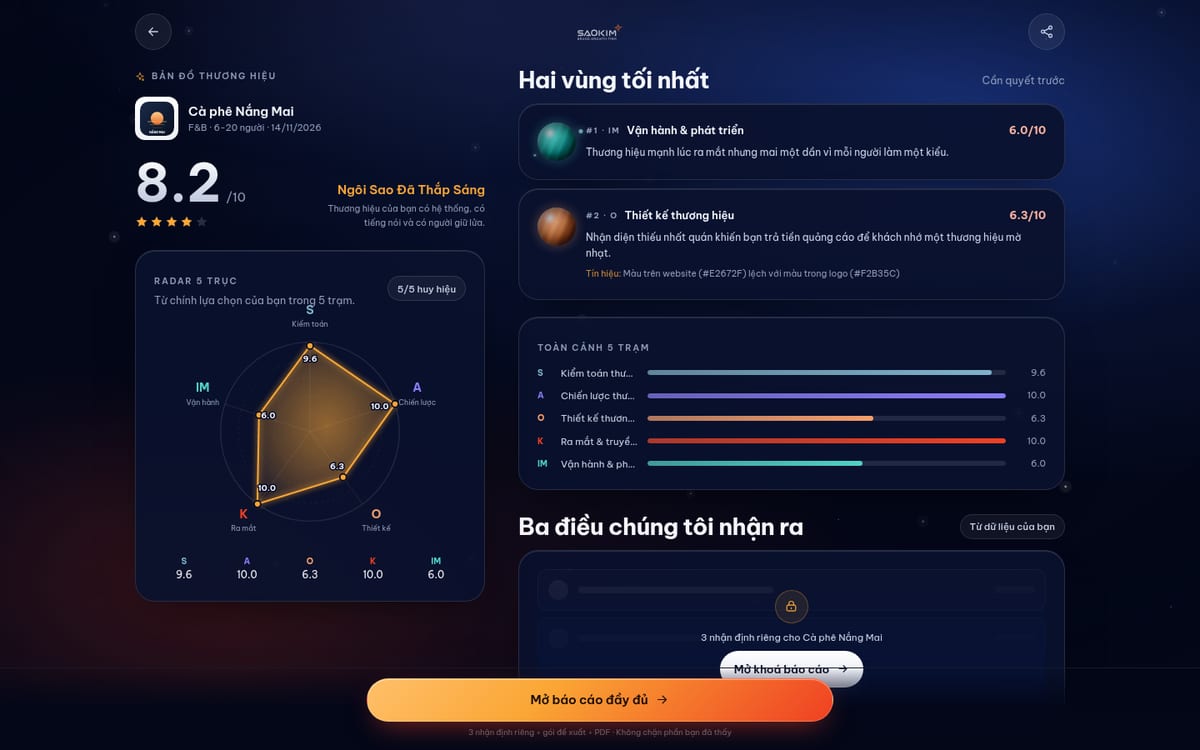 SAOKIM
BẢN ĐỒ THƯƠNG HIỆU
NẮNG MAI
Cà phê Nắng Mai
F&B · 6-20 người · 14/11/2026
8.2 /10
Ngôi Sao Đã Thắp Sáng
Thương hiệu của bạn có hệ thống, có
tiếng nói và có người giữ lửa.
RADAR 5 TRỤC
Từ chính lựa chọn của bạn trong 5 trạm.
5/5 huy hiệu
S
Kiểm toán
9.6
IM
Vận hành
6.0
A
Chiến lược
10.0
6.3
10.0
K
Ra mắt
O
Thiết kế
S A O K IM
9.6 10.0 6.3 10.0 6.0
Hai vùng tối nhất
Cần quyết trước
#1 · IM Vận hành & phát triển 6.0/10
Thương hiệu mạnh lúc ra mắt nhưng mai một dần vì mỗi người làm một kiểu.
#2 · O Thiết kế thương hiệu 6.3/10
Nhận diện thiếu nhất quán khiến bạn trả tiền quảng cáo để khách nhớ một thương hiệu mờ
nhạt.
Tín hiệu: Màu trên website (#E2672F) lệch với màu trong logo (#F2B35C)
TOÀN CẢNH 5 TRẠM
S Kiểm toán thư... 9.6
A Chiến lược thư... 10.0
O Thiết kế thươn... 6.3
K Ra mắt & truyề... 10.0
IM Vận hành & ph... 6.0
Ba điều chúng tôi nhận ra
Từ dữ liệu của bạn
3 nhận định riêng cho Cà phê Nắng Mai
Mở khoá báo cáo →
Mở báo cáo đầy đủ →
3 nhận định riêng + gói đề xuất + PDF · Không chặn phần bạn đã thấy